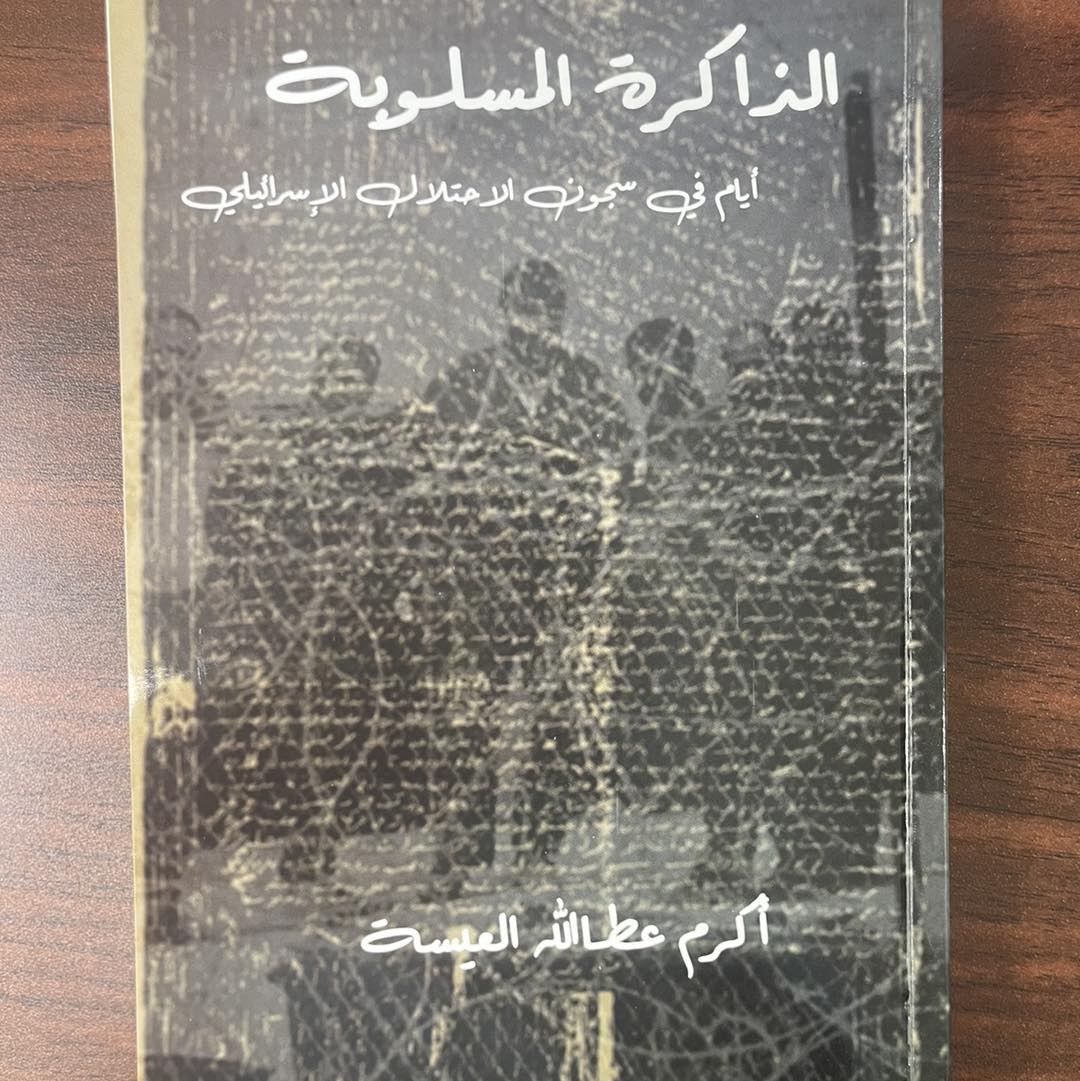 الذاكرة المسلوبة
أيام في سجون الاحتلال الإسرائيلي
أكرم عطاالله العيسة